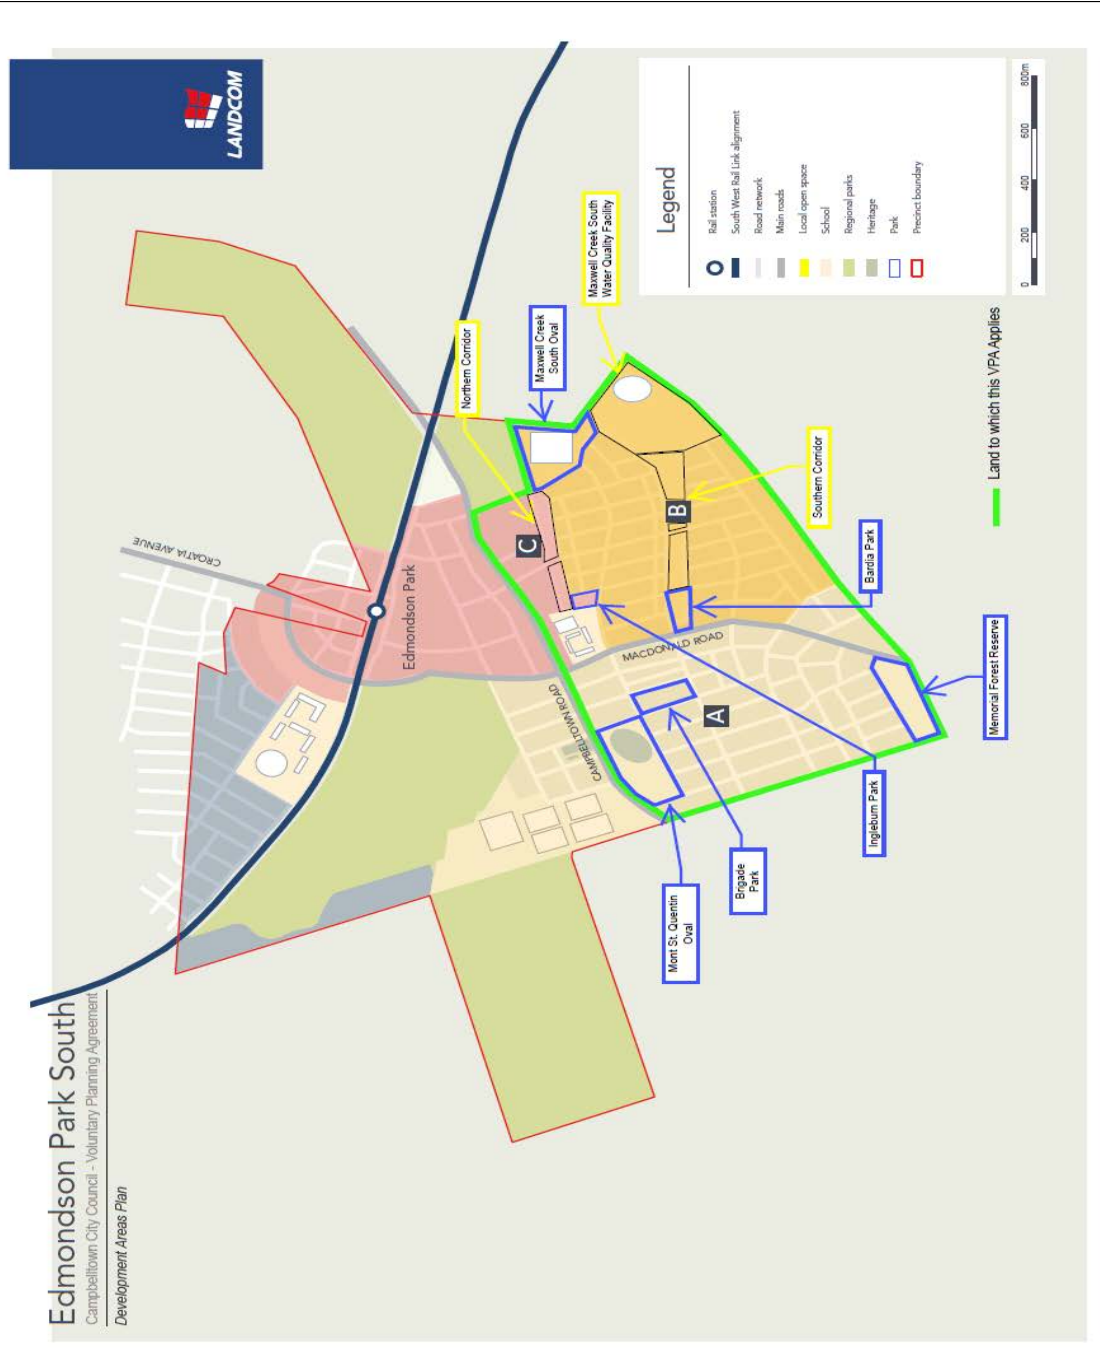 LANDCOM
Edmondson Park South
Campbelltown City Council - Voluntary Planning Agreement
Development Areas Plan
CROATIA AVENUE
Edmondson Park
CAMPBELLTOWN ROAD
MACDONALD ROAD
A
B
C
Northern Corridor
Maxwell Creek
South Oval
Maxwell Creek South
Water Quality Facility
Southern Corridor
Bardia Park
Memorial Forest Reserve
Ingleburn Park
Brigade
Park
Mont St. Quentin
Oval
Legend
Rail station
South West Rail Link alignment
Road network
Main roads
Local open space
School
Regional parks
Heritage
Park
Precinct boundary
0 200 400 600 800m
Land to which this VPA Applies